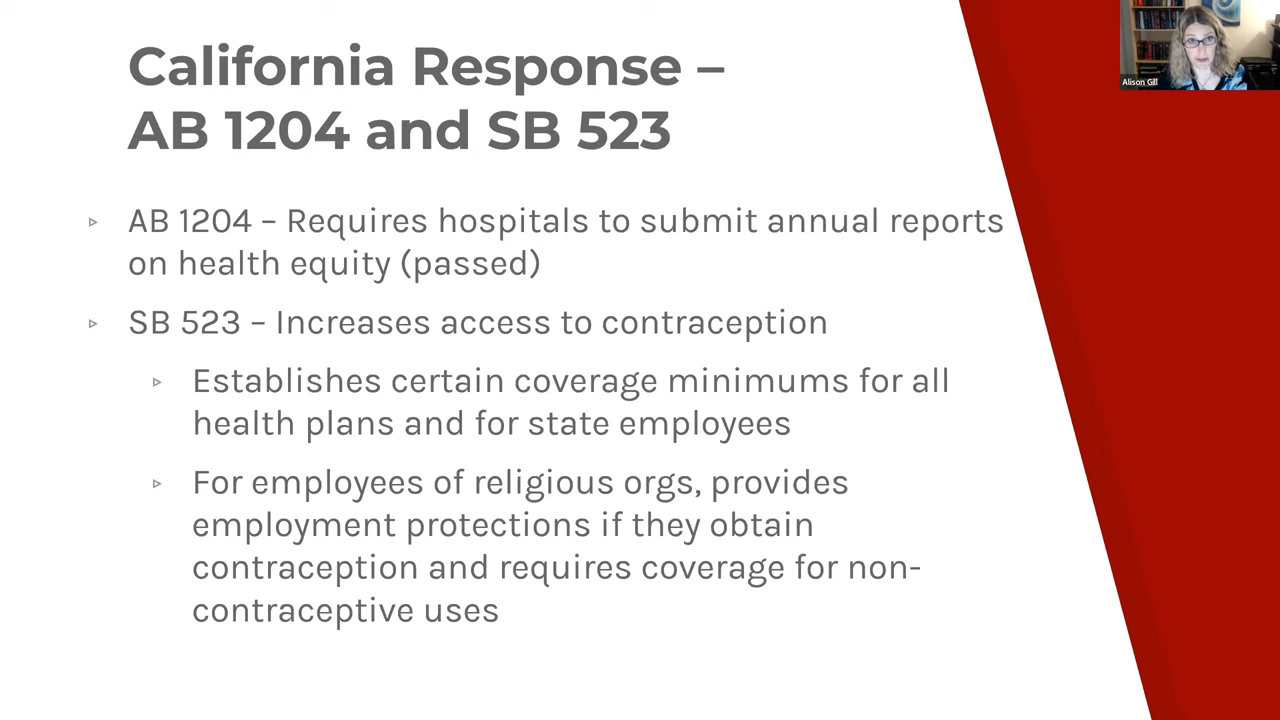 California Response –
AB 1204 and SB 523
AB 1204 – Requires hospitals to submit annual reports
on health equity (passed)
SB 523 – Increases access to contraception
Establishes certain coverage minimums for all
health plans and for state employees
For employees of religious orgs, provides
employment protections if they obtain
contraception and requires coverage for non-
contraceptive uses
Alison Gill